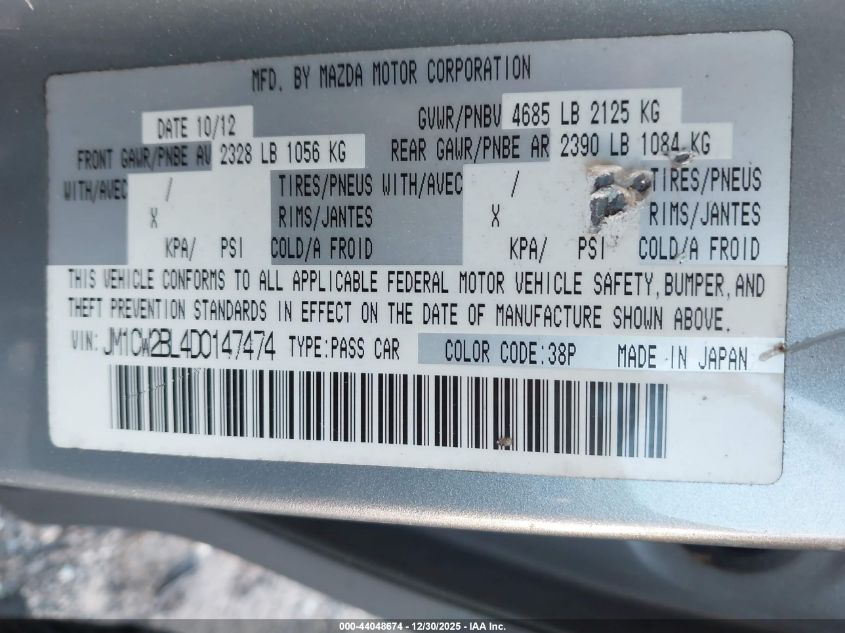 MFD. BY MAZDA MOTOR CORPORATION
DATE 10/12 GVWR/PNBV 4685 LB 2125 KG
FRONT GAWR/PNBE AV 2328 LB 1056 KG REAR GAWR/PNBE AR 2390 LB 1084 KG
WITH/AVEC / TIRES/PNEUS WITH/AVEC / TIRES/PNEUS
X RIMS/JANTES X RIMS/JANTES
KPA/ PSI COLD/A FROID KPA/ PSI COLD/A FROID
THIS VEHICLE CONFORMS TO ALL APPLICABLE FEDERAL MOTOR VEHICLE SAFETY, BUMPER, AND
THEFT PREVENTION STANDARDS IN EFFECT ON THE DATE OF MANUFACTURE SHOWN ABOVE.
VIN: JM1CW2BL4D0147474 TYPE:PASS CAR COLOR CODE:38P MADE IN JAPAN
000-44048674 - 12/30/2025 - IAA Inc.